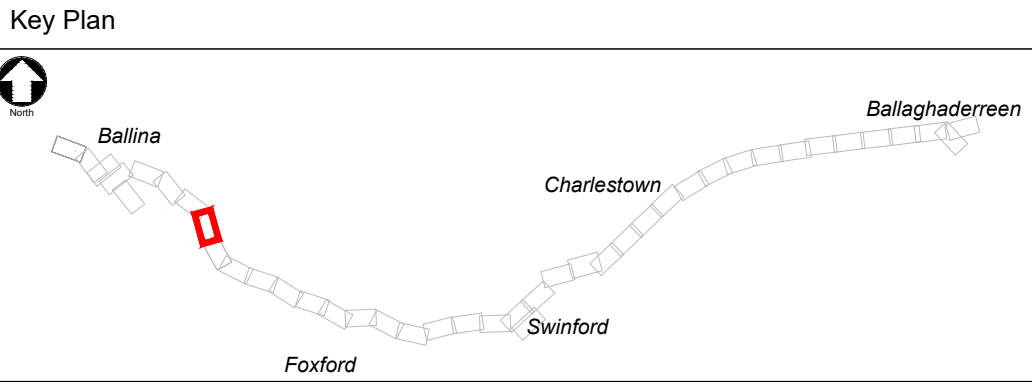 Key Plan
North
Ballina
Ballaghaderreen
Charlestown
Swinford
Foxford